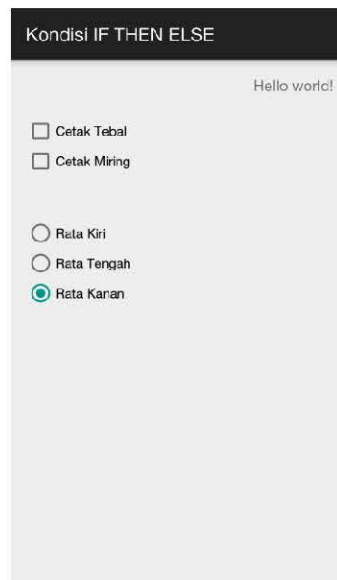 Kondisi IF THEN ELSE
Hello world!
Cetak Tebal
Cetak Miring
Rata Kiri
Rata Tengah
Rata Kanan